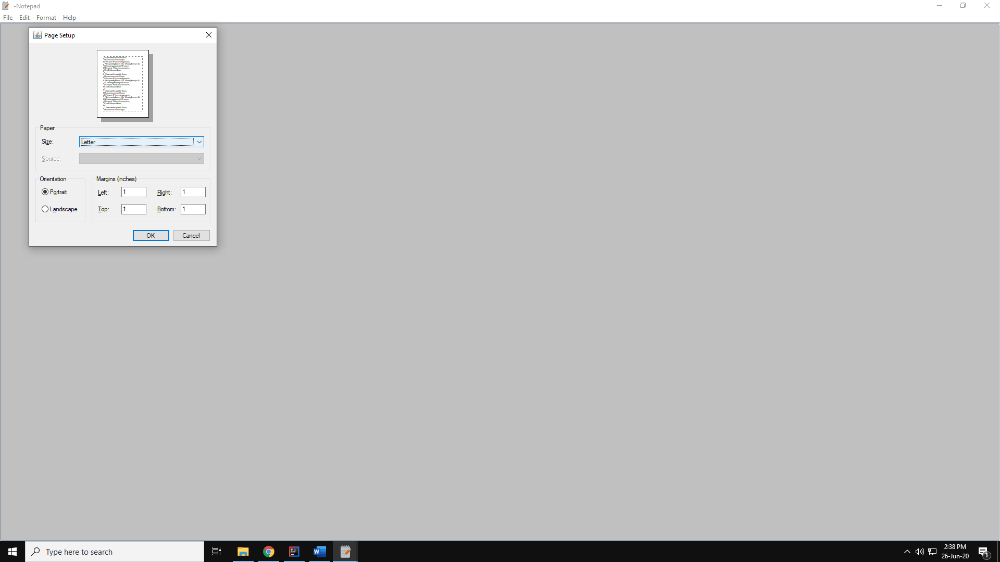 -Notepad
File Edit Format Help
Page Setup
Paper
Size: Letter
Source:
Orientation
Portrait
Landscape
Margins (inches)
Left: 1 Right: 1
Top: 1 Bottom: 1
OK Cancel
Type here to search
2:38 PM
26-Jun-20
1